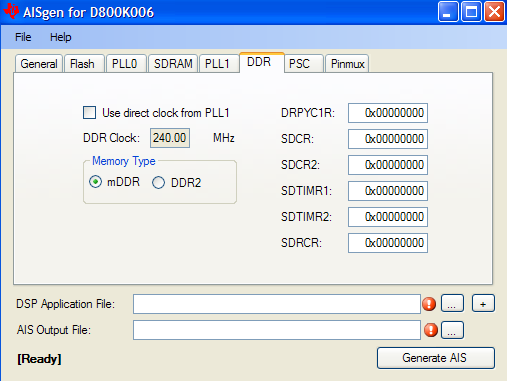 AISgen for D800K006
File Help
General Flash PLL0 SDRAM PLL1 DDR PSC Pinmux
Use direct clock from PLL1
DDR Clock: 240.00 MHz
Memory Type
mDDR DDR2
DRPYC1R: 0x00000000
SDCR: 0x00000000
SDCR2: 0x00000000
SDTIMR1: 0x00000000
SDTIMR2: 0x00000000
SDRCR: 0x00000000
DSP Application File: ... +
AIS Output File: ...
[Ready] Generate AIS